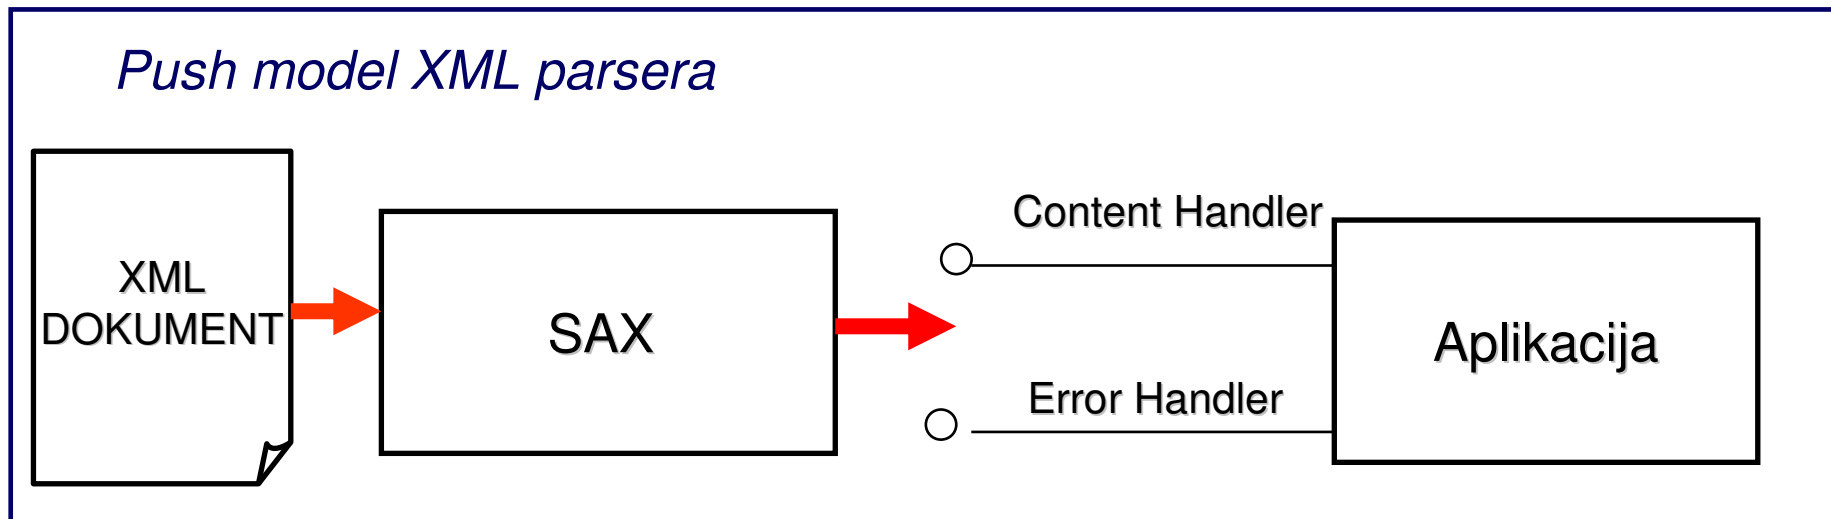 Push model XML parsera
XML
DOKUMENT
SAX
Content Handler
Error Handler
Aplikacija